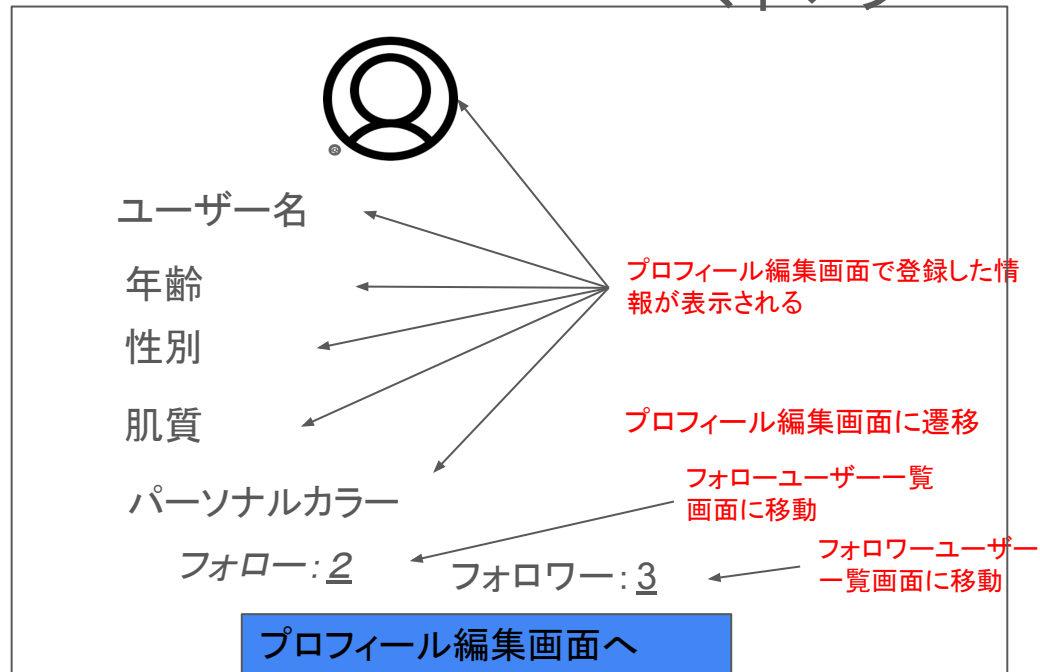 ユーザー名
年齢
性別
肌質
パーソナルカラー
プロフィール編集画面で登録した情
報が表示される
プロフィール編集画面に遷移
フォローユーザー一覧
画面に移動
フォロワーユーザー
一覧画面に移動
フォロー:2
フォロワー:3
プロフィール編集画面へ